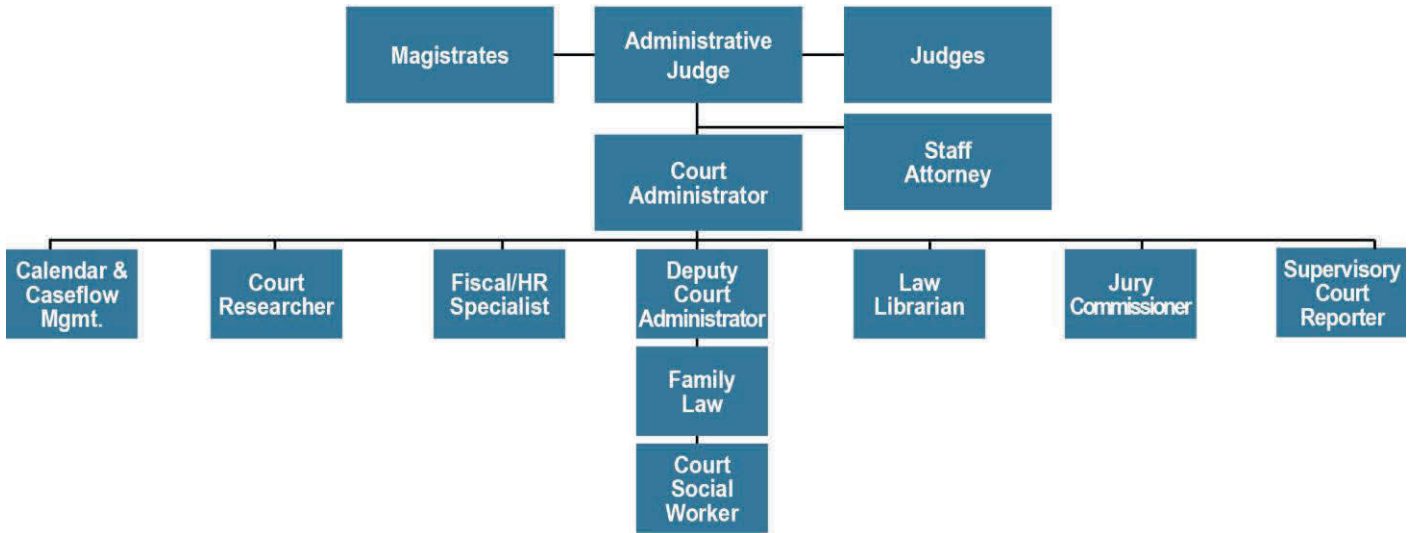 Magistrates
Administrative
Judge
Judges
Court
Administrator
Staff
Attorney
Calendar &
Caseflow
Mgmt.
Court
Researcher
Fiscal/HR
Specialist
Deputy
Court
Administrator
Law
Librarian
Jury
Commissioner
Supervisory
Court
Reporter
Family
Law
Court
Social
Worker